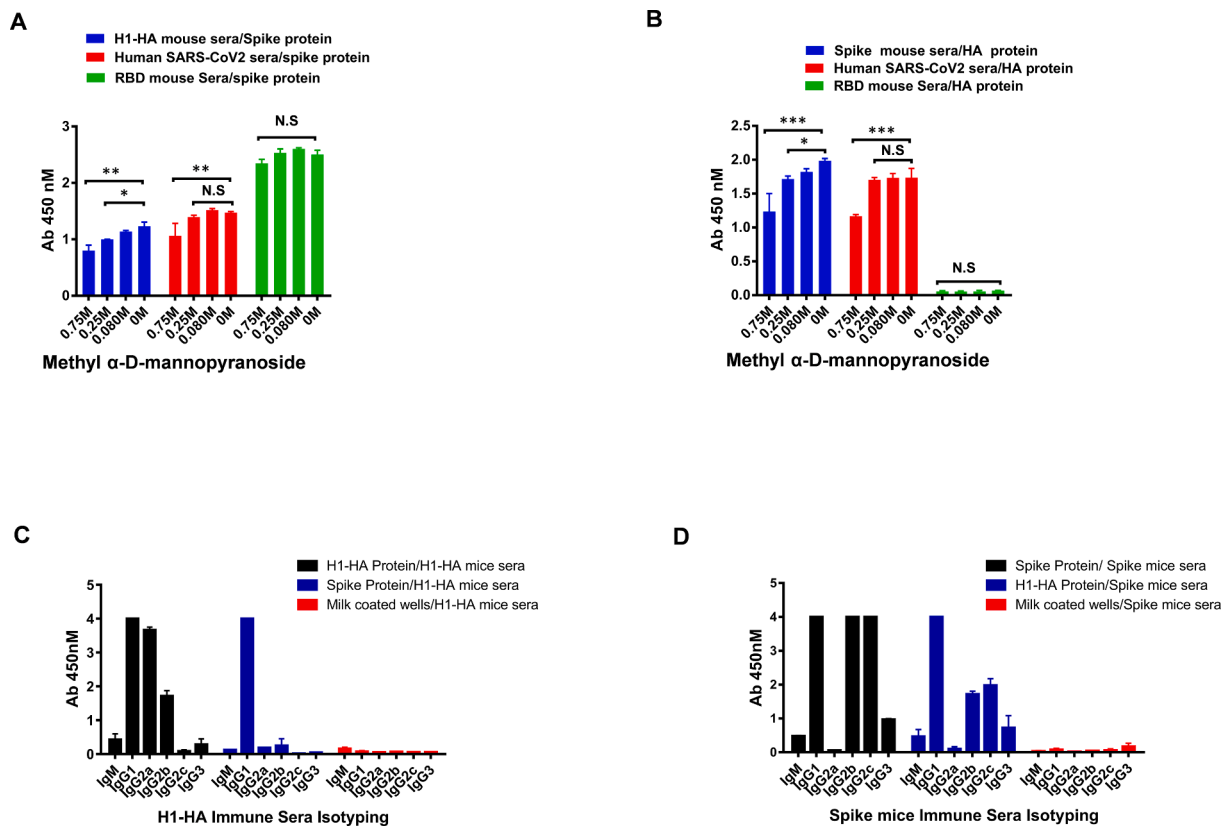 A
H1-HA mouse sera/Spike protein
Human SARS-CoV2 sera/spike protein
RBD mouse Sera/spike protein
Ab 450 nM
3
2
1
0
** * ** N.S N.S
0.75M 0.25M 0.080M 0M 0.75M 0.25M 0.080M 0M 0.75M 0.25M 0.080M 0M
Methyl α-D-mannopyranoside
B
Spike mouse sera/HA protein
Human SARS-CoV2 sera/HA protein
RBD mouse Sera/HA protein
Ab 450 nM
2.5
2.0
1.5
1.0
0.5
0.0
*** * *** N.S N.S
0.75M 0.25M 0.080M 0M 0.75M 0.25M 0.080M 0M 0.75M 0.25M 0.080M 0M
Methyl α-D-mannopyranoside
C
H1-HA Protein/H1-HA mice sera
Spike Protein/H1-HA mice sera
Milk coated wells/H1-HA mice sera
Ab 450nM
5
4
3
2
1
0
IgM IgG1 IgG2a IgG2b IgG2c IgG3 IgM IgG1 IgG2a IgG2b IgG2c IgG3 IgM IgG1 IgG2a IgG2b IgG2c IgG3
H1-HA Immune Sera Isotyping
D
Spike Protein/ Spike mice sera
H1-HA Protein/Spike mice sera
Milk coated wells/Spike mice sera
Ab 450nM
5
4
3
2
1
0
IgM IgG1 IgG2a IgG2b IgG2c IgG3 IgM IgG1 IgG2a IgG2b IgG2c IgG3 IgM IgG1 IgG2a IgG2b IgG2c IgG3
Spike mice Immune Sera Isotyping